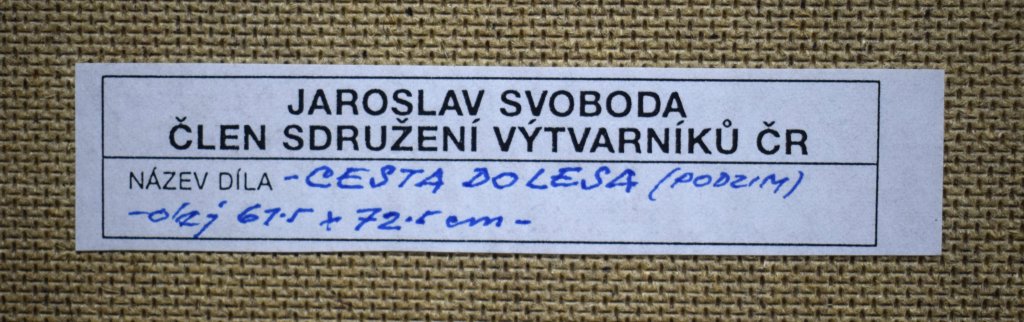 JAROSLAV SVOBODA
ČLEN SDRUŽENÍ VÝTVARNÍKŮ ČR
NÁZEV DÍLA - CESTA DO LESA (PODZIM)
- olej 61.5 x 72.5 cm -